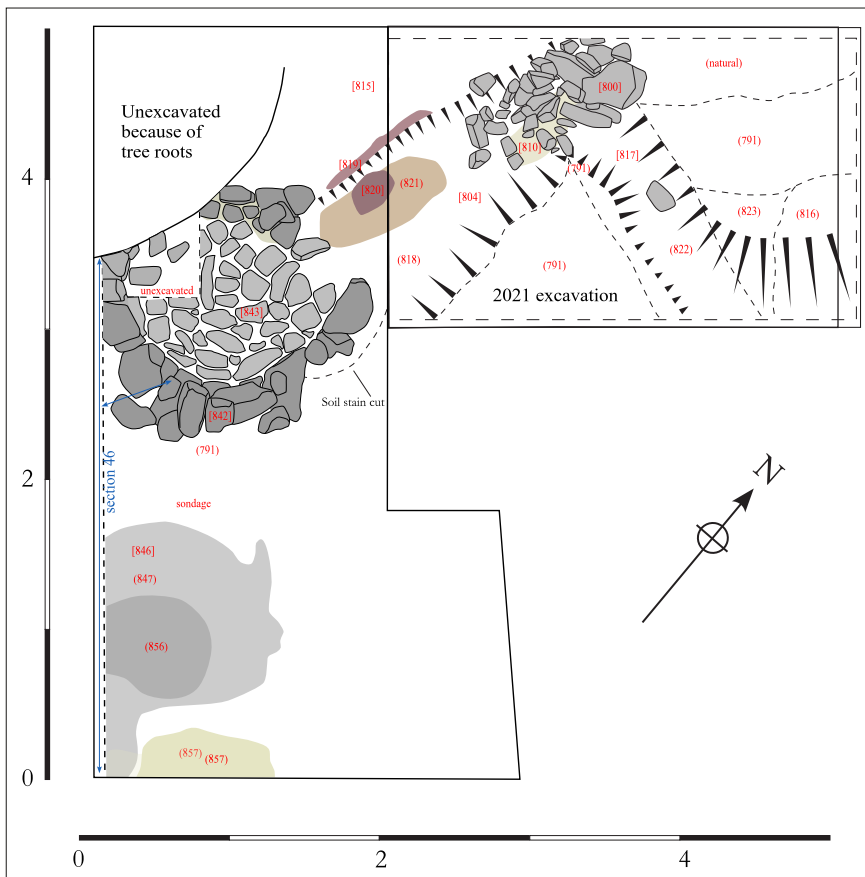 [815]
(natural)
[800]
Unexcavated
because of
tree roots
(791)
[810]
[817]
(791)
[819]
[820]
(821)
[804]
(823)
(816)
(822)
(818)
(791)
unexcavated
2021 excavation
[843]
Soil stain cut
[842]
(791)
section 46
sondage
N
[846]
(847)
(856)
(857)
(857)
4
2
0
0
2
4